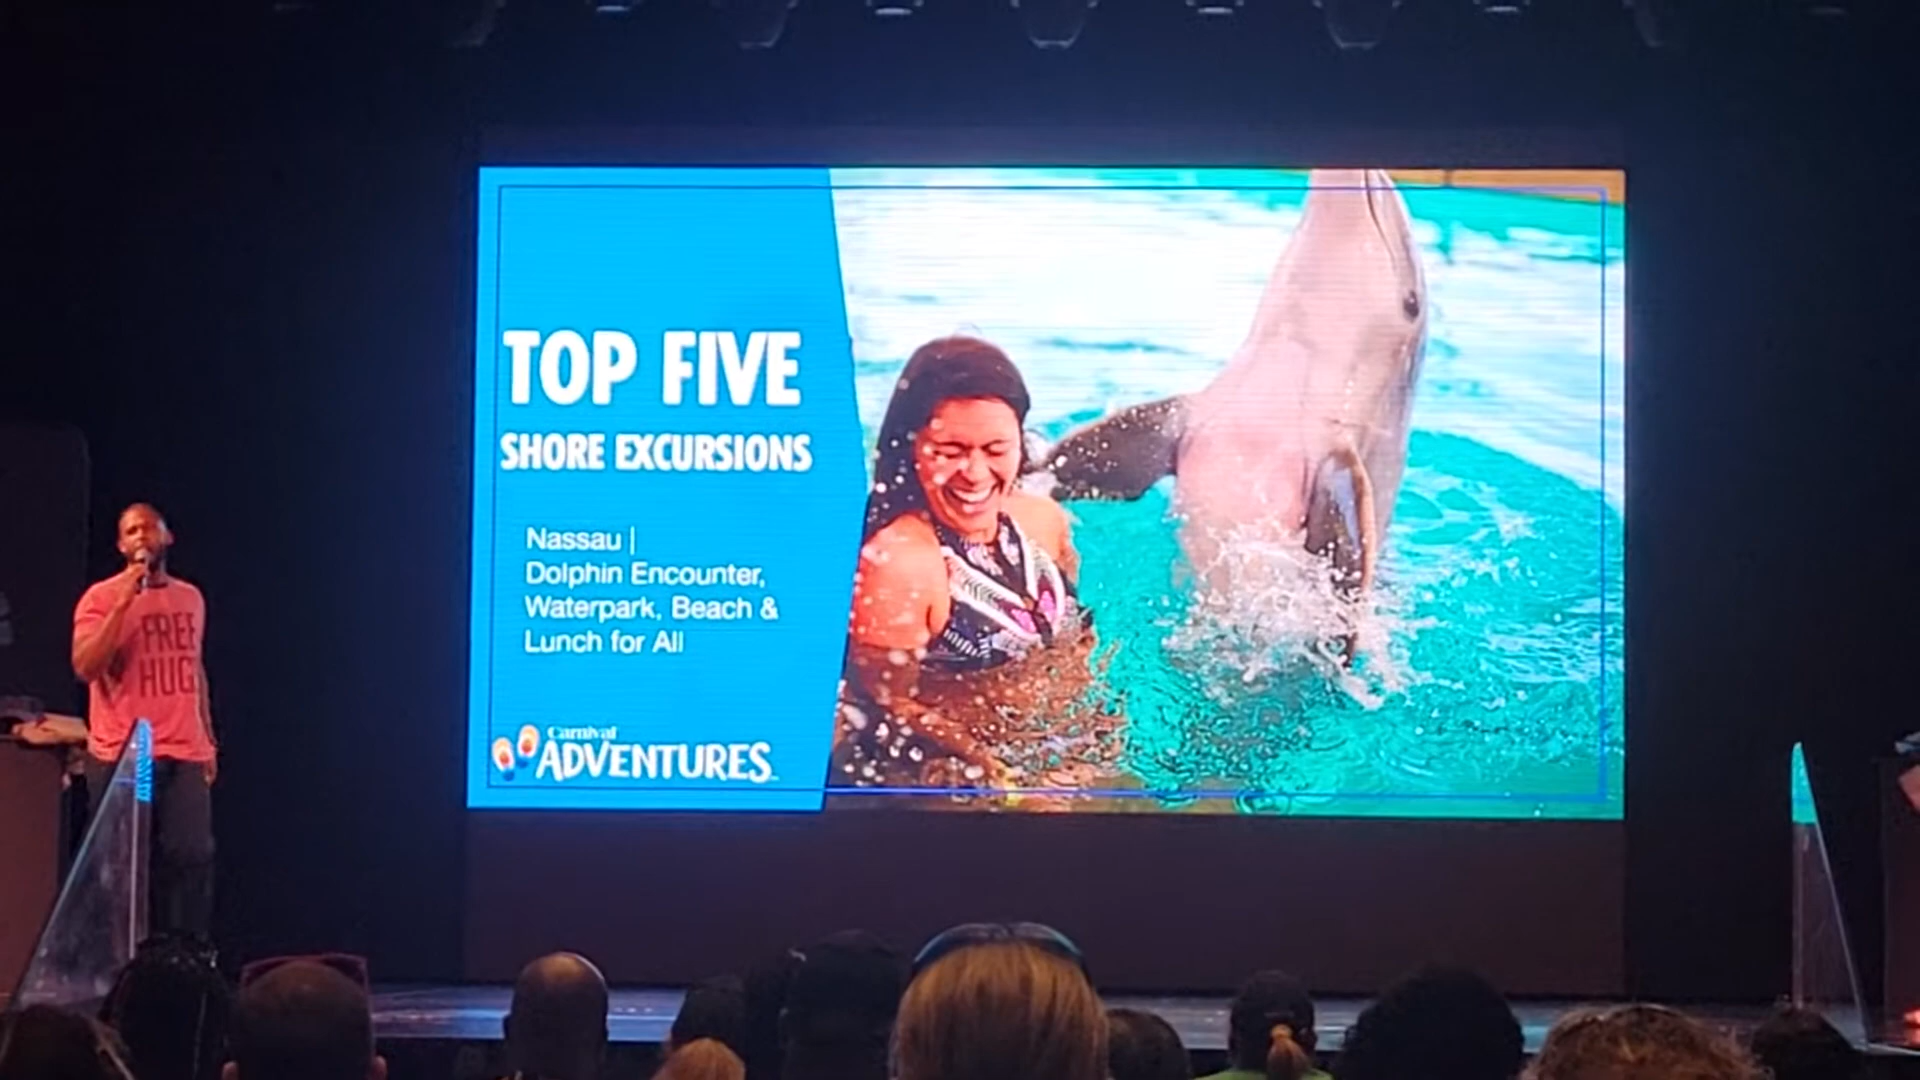 TOP FIVE
SHORE EXCURSIONS
Nassau |
Dolphin Encounter,
Waterpark, Beach &
Lunch for All
Carnival
ADVENTURES
FREE
HUG